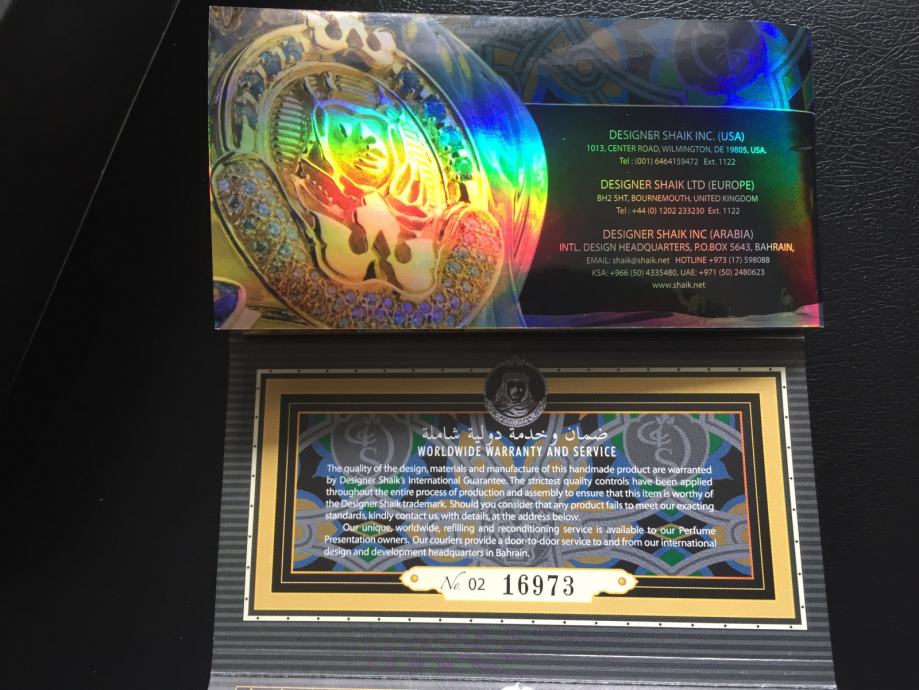 DESIGNER SHAIK INC. (USA)
1013, CENTER ROAD, WILMINGTON, DE 19805, USA.
Tel : (001) 6464159472 Ext. 1122
DESIGNER SHAIK LTD (EUROPE)
BH2 5HT, BOURNEMOUTH, UNITED KINGDOM
Tel : +44 (0) 1202 233230 Ext. 1122
DESIGNER SHAIK INC (ARABIA)
INTL. DESIGN HEADQUARTERS, P.O.BOX 5643, BAHRAIN,
EMAIL: shaik@shaik.net HOTLINE +973 (17) 598088
KSA: +966 (50) 4335480, UAE: +971 (50) 2480623
www.shaik.net
ضمان وخدمة دولية شاملة
WORLDWIDE WARRANTY AND SERVICE
The quality of the design, materials and manufacture of this handmade product are warranted
by Designer Shaik's International Guarantee. The strictest quality controls have been applied
throughout the entire process of production and assembly to ensure that this item is worthy of
the Designer Shaik trademark. Should you consider that any product fails to meet our exacting
standards, kindly contact us, with details, at the address below.
Our unique, worldwide, refilling and reconditioning service is available to our Perfume
Presentation owners. Our couriers provide a door-to-door service to and from our international
design and development headquarters in Bahrain.
No. 02 16973